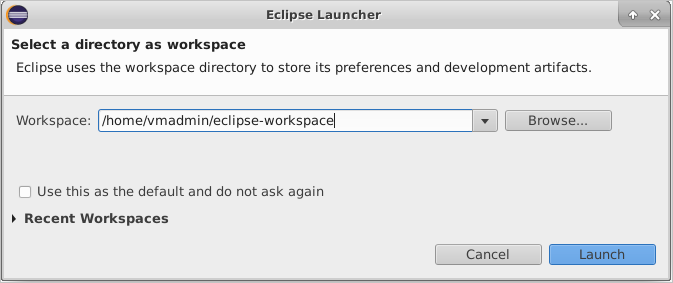 Eclipse Launcher
Select a directory as workspace
Eclipse uses the workspace directory to store its preferences and development artifacts.
Workspace: /home/vmadmin/eclipse-workspace Browse...
Use this as the default and do not ask again
Recent Workspaces
Cancel Launch